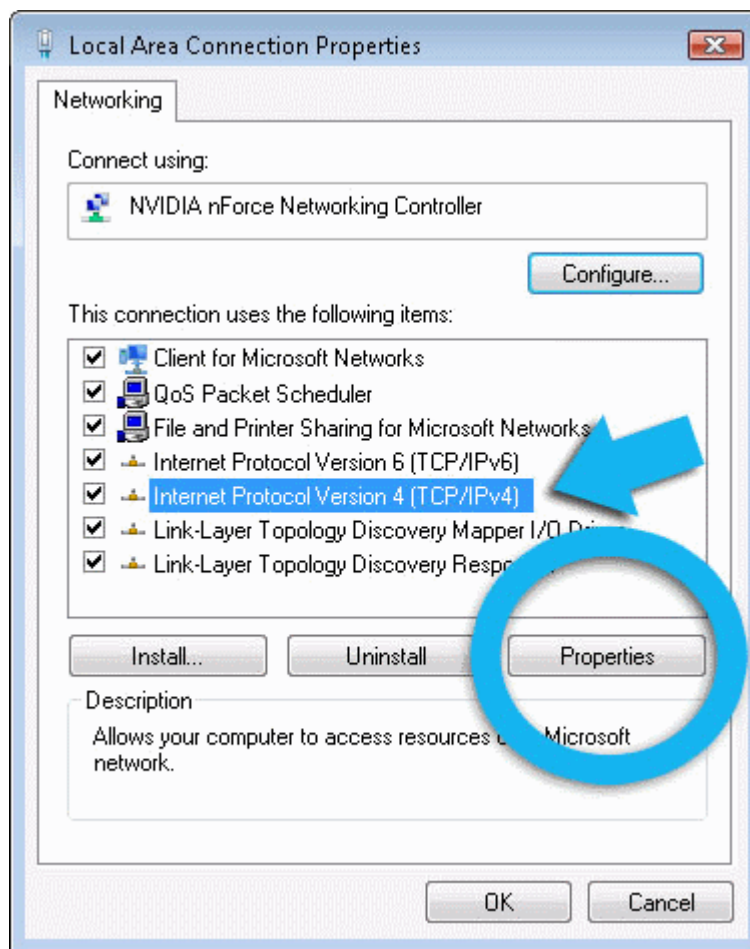 Local Area Connection Properties
Networking
Connect using:
NVIDIA nForce Networking Controller
Configure...
This connection uses the following items:
Client for Microsoft Networks
QoS Packet Scheduler
File and Printer Sharing for Microsoft Networks
Internet Protocol Version 6 (TCP/IPv6)
Internet Protocol Version 4 (TCP/IPv4)
Link-Layer Topology Discovery Mapper I/O
Link-Layer Topology Discovery
Install...
Uninstall
Properties
Description
Allows your computer to access resources Microsoft
network.
OK
Cancel